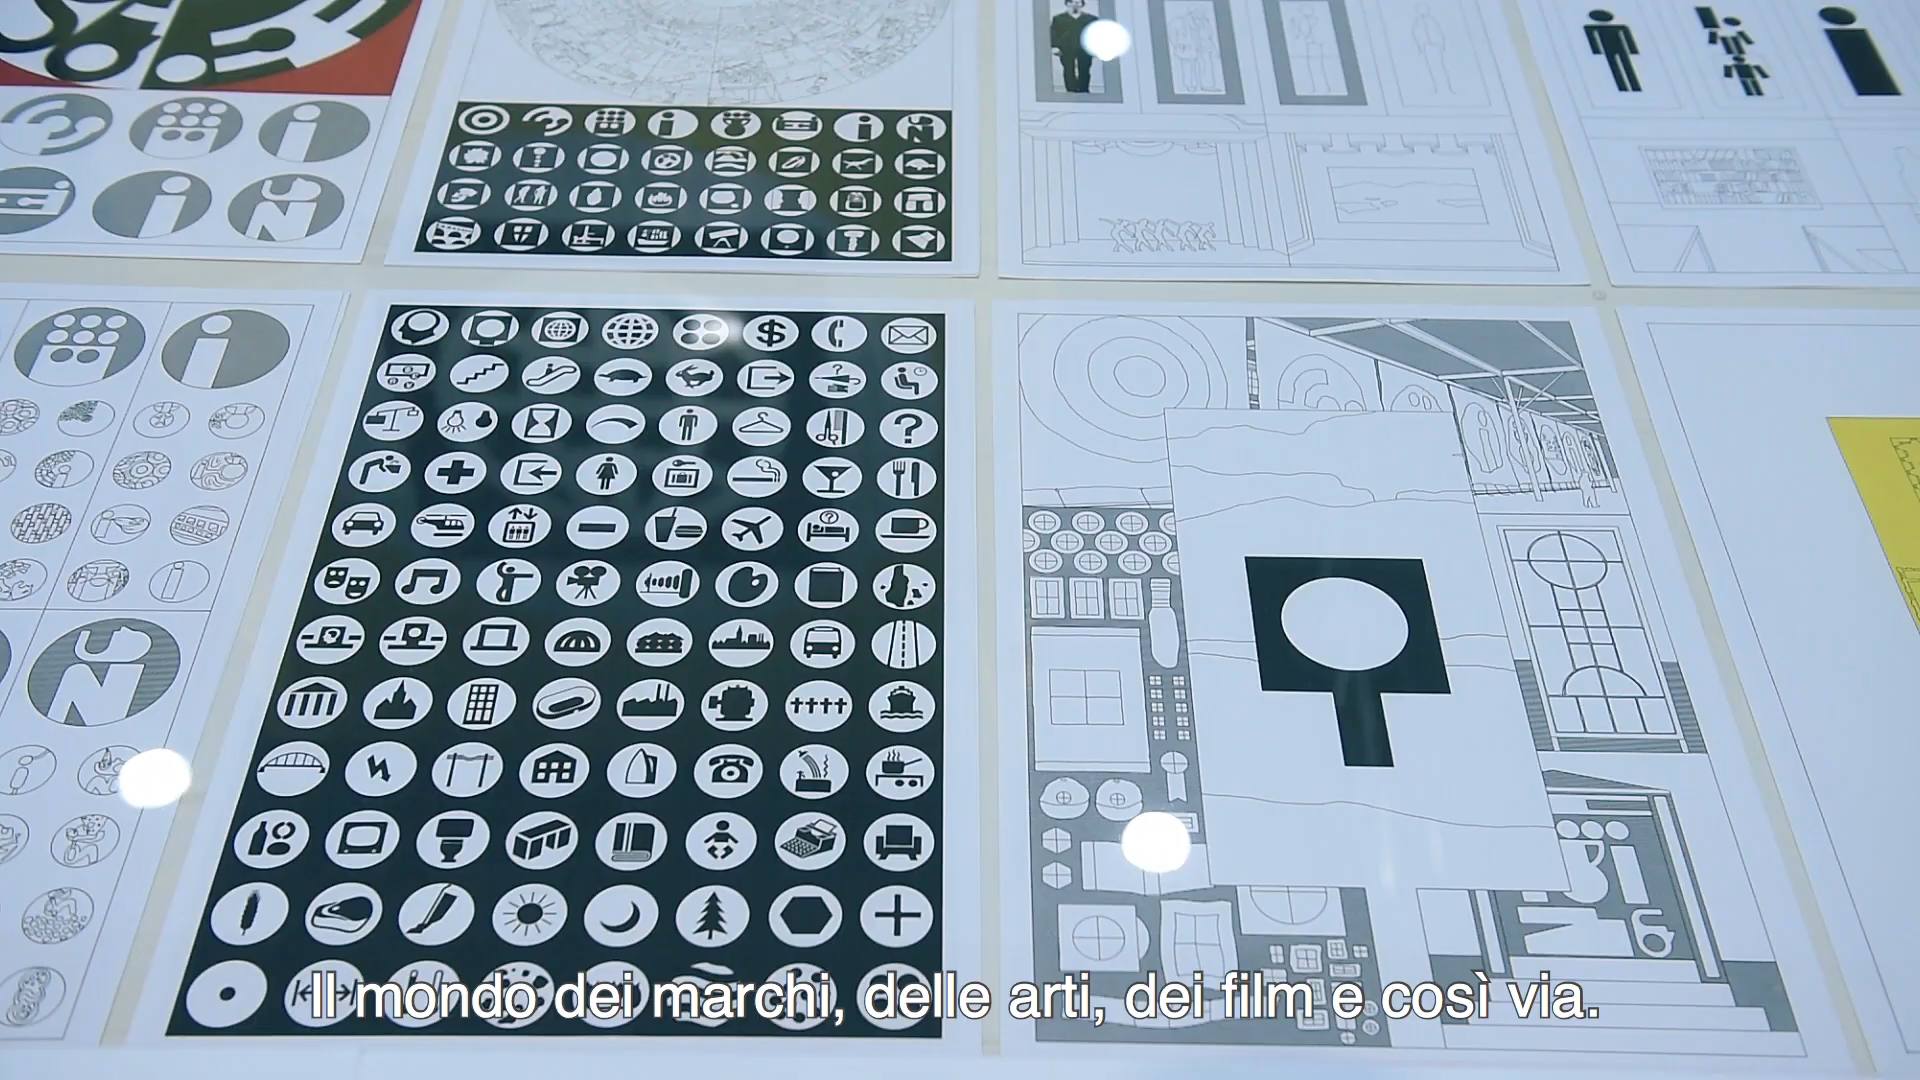 Il mondo dei marchi, delle arti, dei film e così via.